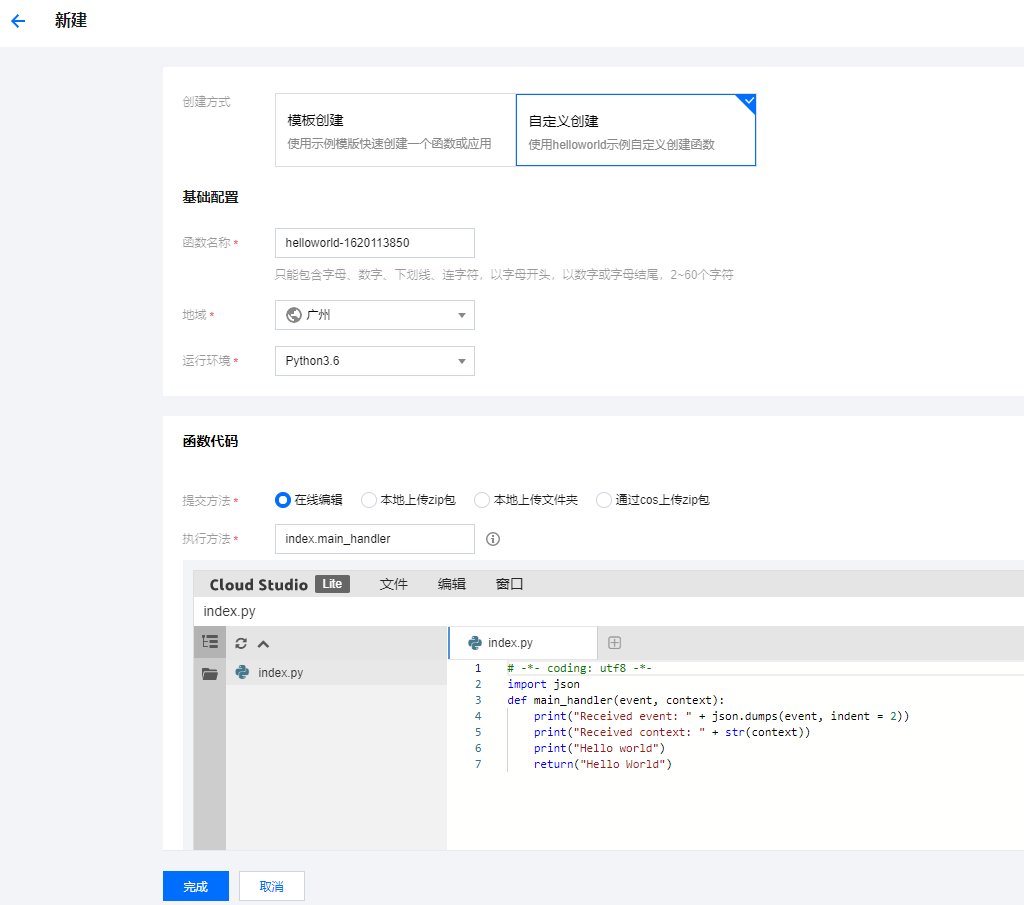 新建
创建方式
模板创建
使用示例模版快速创建一个函数或应用
自定义创建
使用helloworld示例自定义创建函数
基础配置
函数名称 *
helloworld-1620113850
只能包含字母、数字、下划线、连字符，以字母开头，以数字或字母结尾，2~60个字符
地域 *
广州
运行环境 *
Python3.6
函数代码
提交方法 *
在线编辑 本地上传zip包 本地上传文件夹 通过cos上传zip包
执行方法 *
index.main_handler
Cloud Studio Lite 文件 编辑 窗口
index.py
index.py
index.py
1 # -*- coding: utf8 -*-
2 import json
3 def main_handler(event, context):
4 print("Received event: " + json.dumps(event, indent = 2))
5 print("Received context: " + str(context))
6 print("Hello world")
7 return("Hello World")
完成 取消